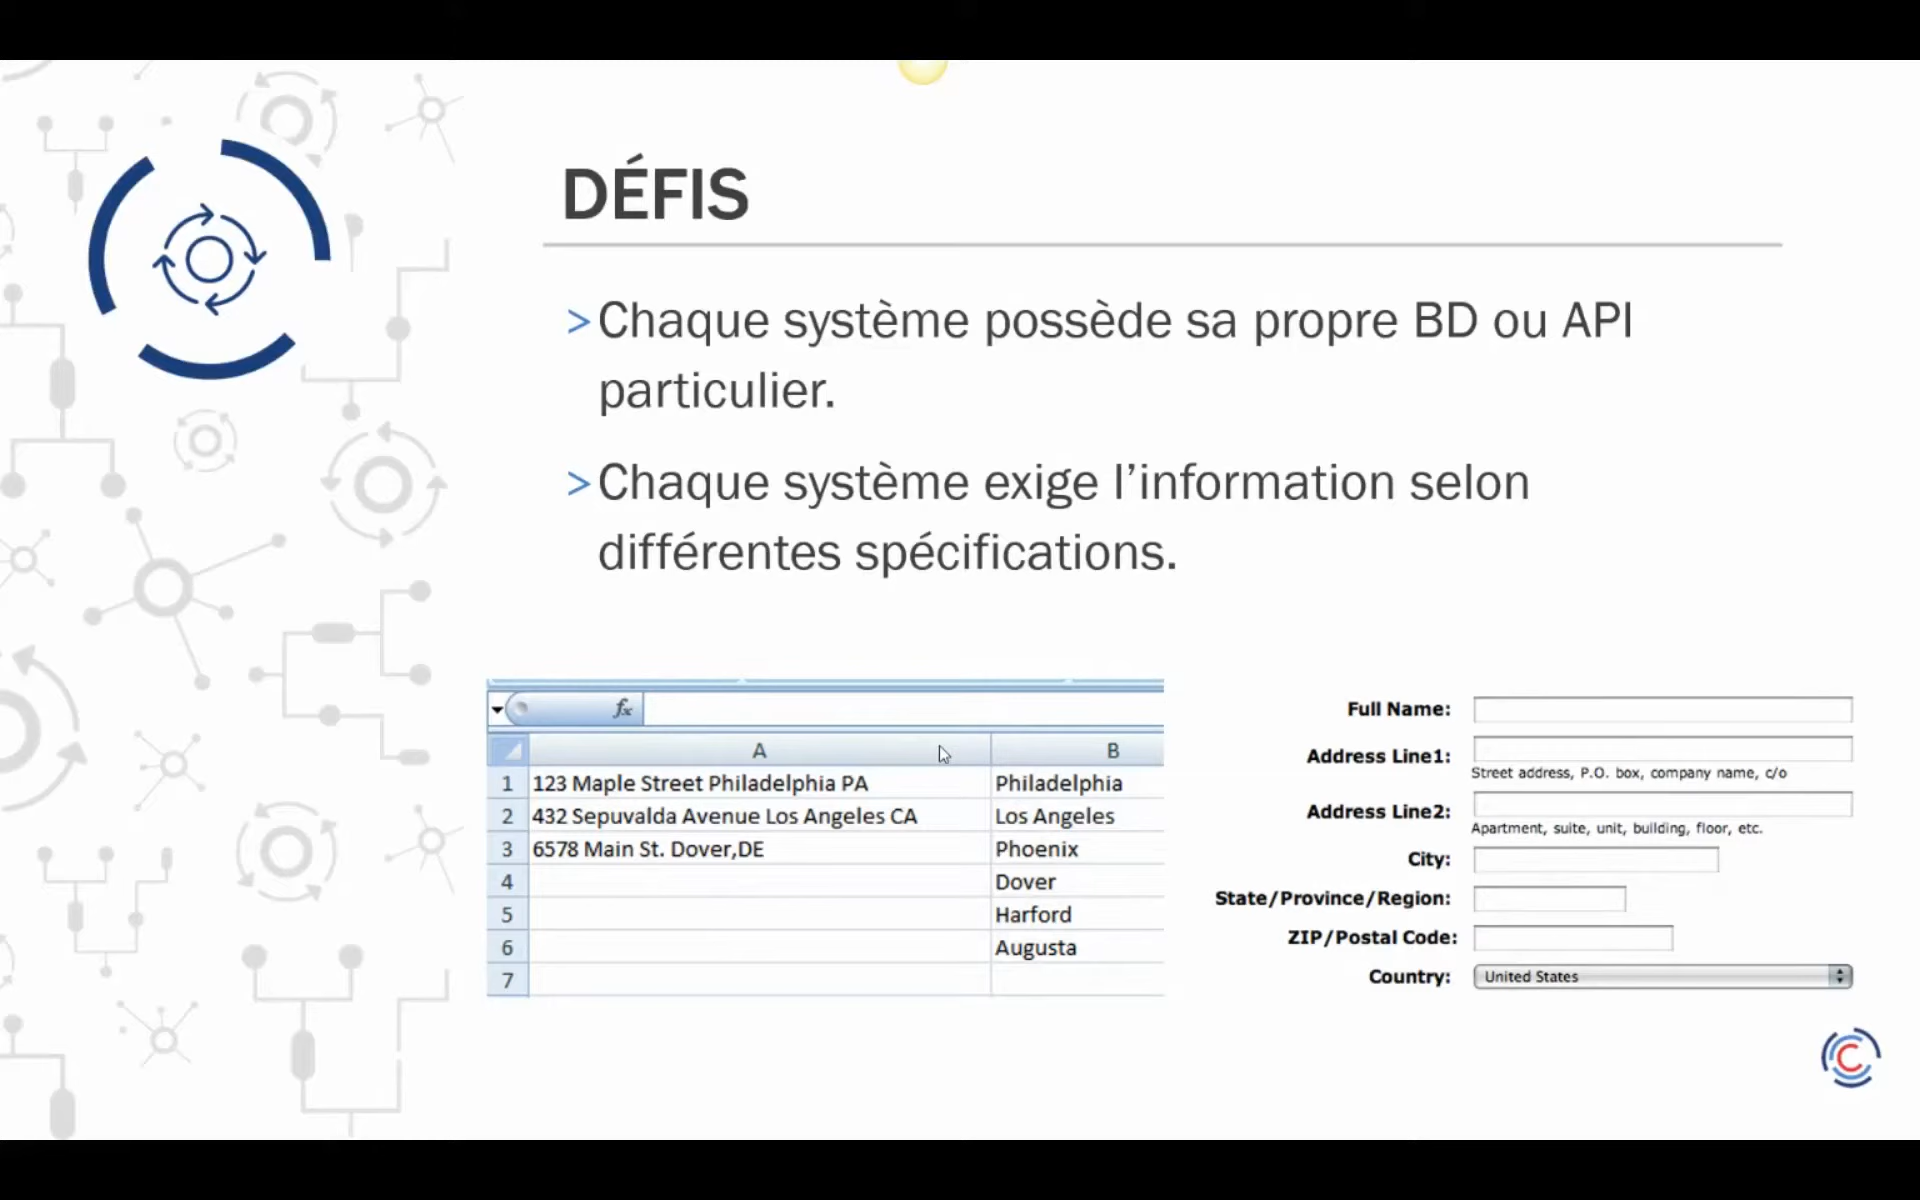 DÉFIS
> Chaque système possède sa propre BD ou API
particulier.
> Chaque système exige l'information selon
différentes spécifications.
fx
A B
1 123 Maple Street Philadelphia PA Philadelphia
2 432 Sepuvalda Avenue Los Angeles CA Los Angeles
3 6578 Main St. Dover,DE Phoenix
4 Dover
5 Harford
6 Augusta
7
Full Name:
Address Line1:
Street address, P.O. box, company name, c/o
Address Line2:
Apartment, suite, unit, building, floor, etc.
City:
State/Province/Region:
ZIP/Postal Code:
Country: United States
C